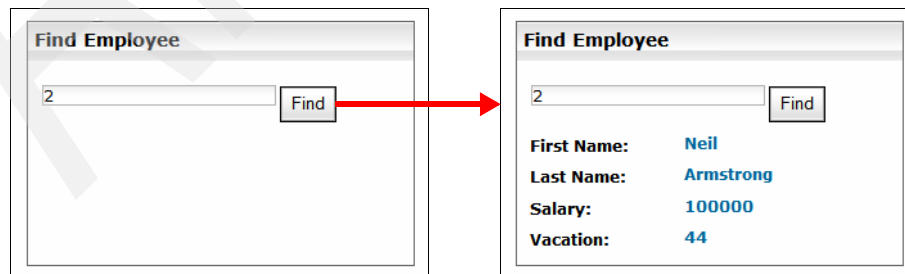 Find Employee
2
Find
Find Employee
2
Find
First Name: Neil
Last Name: Armstrong
Salary: 100000
Vacation: 44